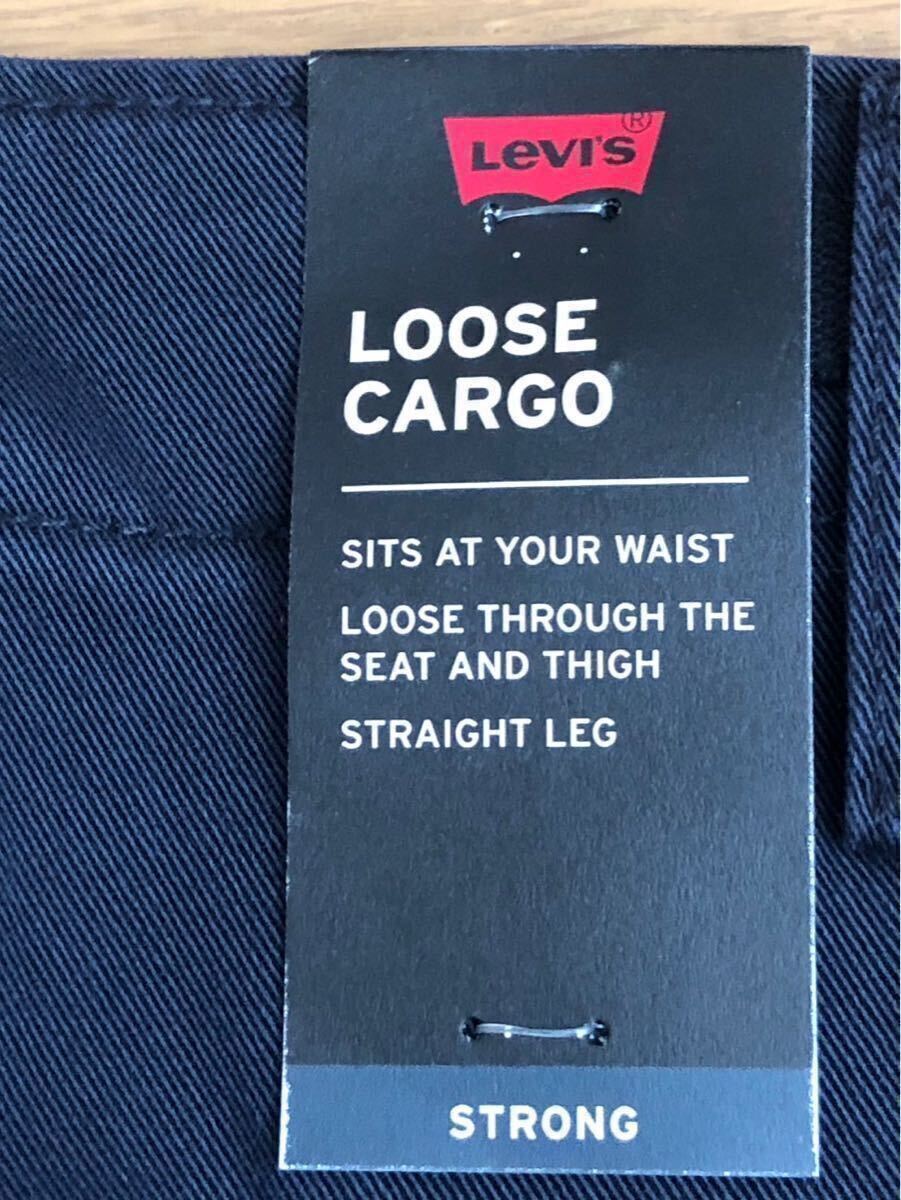 LEVI'S®
LOOSE
CARGO
SITS AT YOUR WAIST
LOOSE THROUGH THE
SEAT AND THIGH
STRAIGHT LEG
STRONG